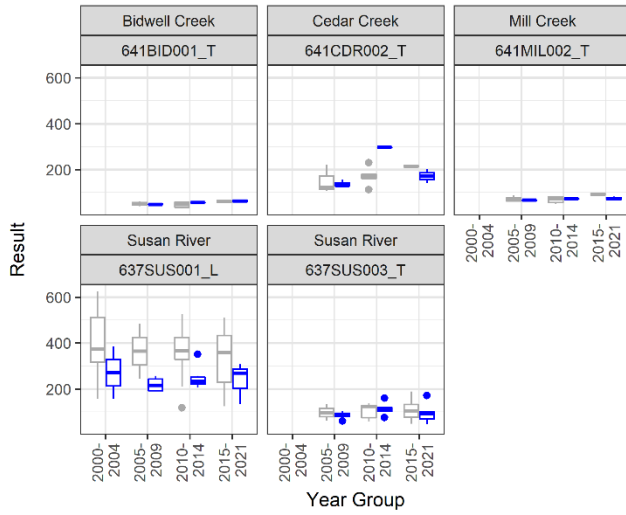 Bidwell Creek
Cedar Creek
Mill Creek
641BID001_T
641CDR002_T
641MIL002_T
600
400
200
2000-
2004
2005-
2009
2010-
2014
2015-
2021
Susan River
Susan River
637SUS001_L
637SUS003_T
600
400
200
2000-
2004
2005-
2009
2010-
2014
2015-
2021
2000-
2004
2005-
2009
2010-
2014
2015-
2021
Result
Year Group